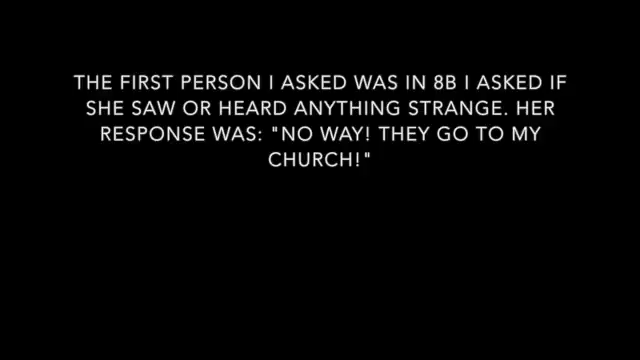 THE FIRST PERSON I ASKED WAS IN 8B I ASKED IF
SHE SAW OR HEARD ANYTHING STRANGE. HER
RESPONSE WAS: "NO WAY! THEY GO TO MY
CHURCH!"